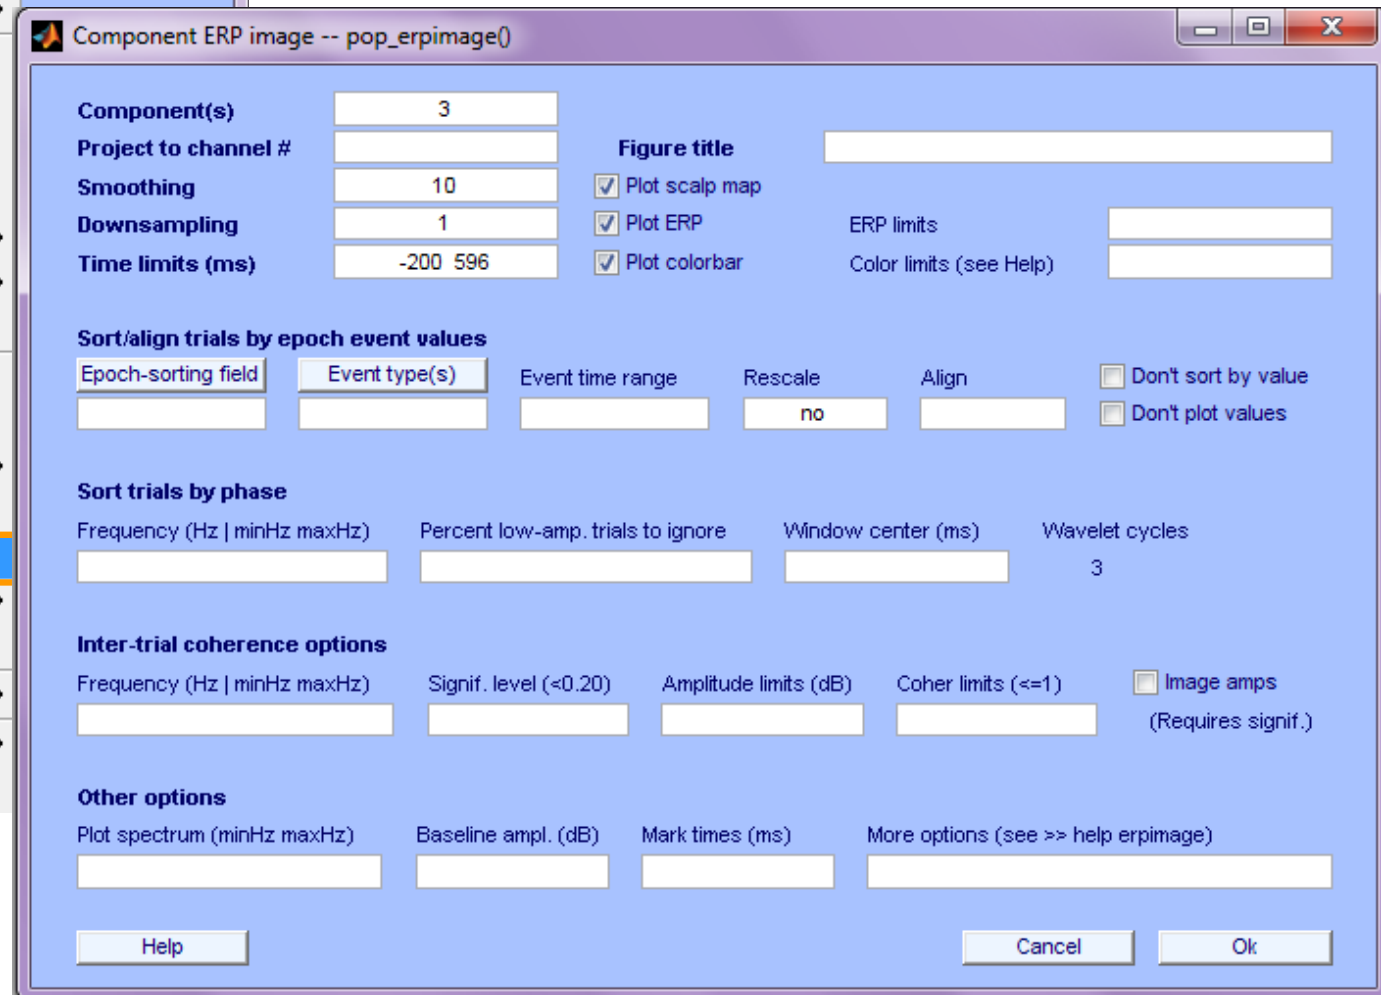 Component ERP image -- pop_erpimage()
Component(s) 3
Project to channel # Figure title
Smoothing 10 Plot scalp map
Downsampling 1 Plot ERP ERP limits
Time limits (ms) -200 596 Plot colorbar Color limits (see Help)
Sort/align trials by epoch event values
Epoch-sorting field Event type(s) Event time range Rescale Align Don't sort by value
no Don't plot values
Sort trials by phase
Frequency (Hz | minHz maxHz) Percent low-amp. trials to ignore Window center (ms) Wavelet cycles
3
Inter-trial coherence options
Frequency (Hz | minHz maxHz) Signif. level (<0.20) Amplitude limits (dB) Coher limits (<=1) Image amps
(Requires signif.)
Other options
Plot spectrum (minHz maxHz) Baseline ampl. (dB) Mark times (ms) More options (see >> help erpimage)
Help Cancel Ok